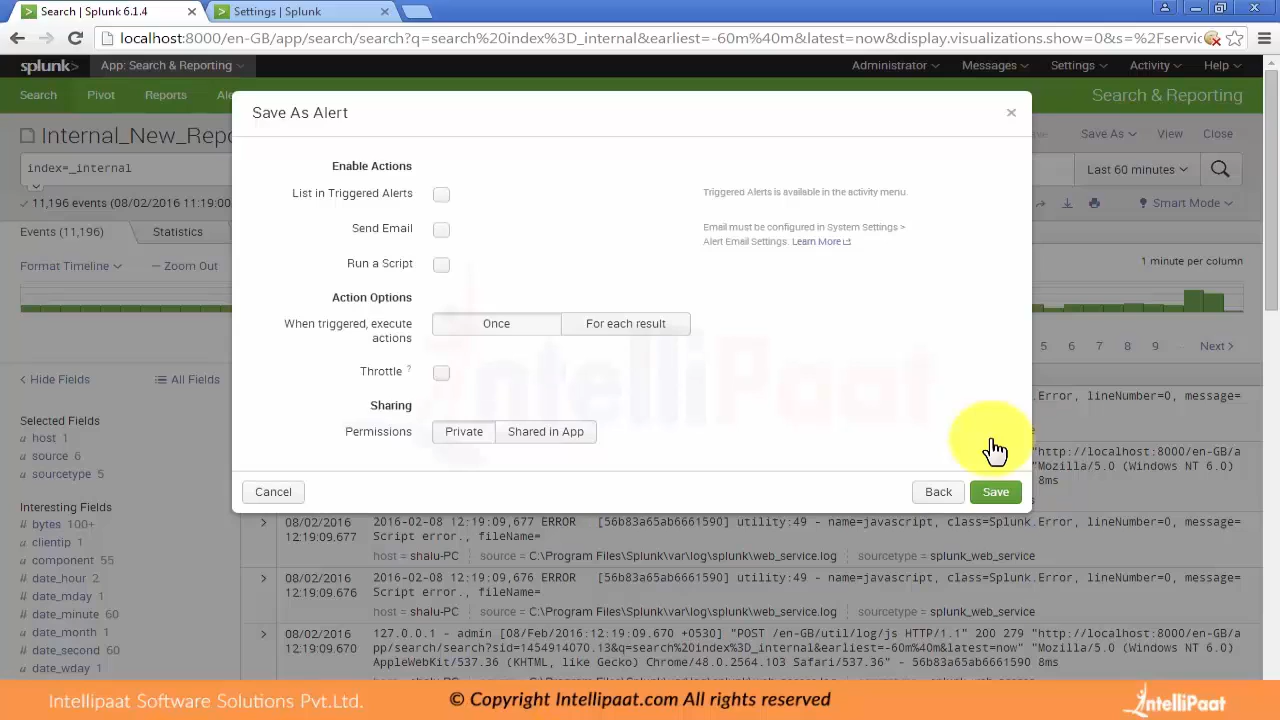 Search | Splunk 6.1.4
Settings | Splunk
localhost:8000/en-GB/app/search/search?q=search%20index%3D_internal&earliest=-60m%40m&latest=now&display.visualizations.show=0&s=%2Fservic
splunk> App: Search & Reporting Administrator Messages Settings Activity Help
Search Pivot Reports Ale Search & Reporting
Internal_New_Repo Save As View Close
index=_internal Last 60 minutes
11,196 events (08/02/2016 11:19:00 Smart Mode
Events (11,196) Statistics
Format Timeline — Zoom Out 1 minute per column
5 6 7 8 9 ... Next >
< Hide Fields All Fields
Selected Fields
a host 1
a source 6
a sourcetype 5
Interesting Fields
# bytes 100+
a clientip 1
a component 55
# date_hour 2
# date_mday 1
# date_minute 60
a date_month 1
# date_second 60
a date_wday 1
Save As Alert
×
Enable Actions
List in Triggered Alerts
Triggered Alerts is available in the activity menu.
Send Email
Email must be configured in System Settings >
Alert Email Settings. Learn More
Run a Script
Action Options
When triggered, execute
actions
Once For each result
Throttle ?
Sharing
Permissions Private Shared in App
IntelliPaat
Cancel Back Save
neNumber=0, message=
"http://localhost:8000/en-G
"Mozilla/5.0 (Windows NT 6.0)
8ms
> 08/02/2016 2016-02-08 12:19:09,677 ERROR [56b83a65ab6661590] utility:49 - name=javascript, class=Splunk.Error, lineNumber=0, message=
12:19:09.677 Script error., fileName=
host = shalu-PC source = C:\Program Files\Splunk\var\log\splunk\web_service.log sourcetype = splunk_web_service
> 08/02/2016 2016-02-08 12:19:09,676 ERROR [56b83a65ab6661590] utility:49 - name=javascript, class=Splunk.Error, lineNumber=0, message=
12:19:09.676 Script error., fileName=
host = shalu-PC source = C:\Program Files\Splunk\var\log\splunk\web_service.log sourcetype = splunk_web_service
> 08/02/2016 127.0.0.1 - admin [08/Feb/2016:12:19:09.670 +0530] "POST /en-GB/util/log/js HTTP/1.1" 200 279 "http://localhost:8000/en-GB/a
12:19:09.670 pp/search/search?sid=1454914070.13&q=search%20index%3D_internal&earliest=-60m%40m&latest=now" "Mozilla/5.0 (Windows NT 6.0)
AppleWebKit/537.36 (KHTML, like Gecko) Chrome/48.0.2564.103 Safari/537.36" - 56b83a65ab6661590 8ms
Intellipaat Software Solutions Pvt.Ltd.
© Copyright Intellipaat.com All rights reserved
IntelliPaat